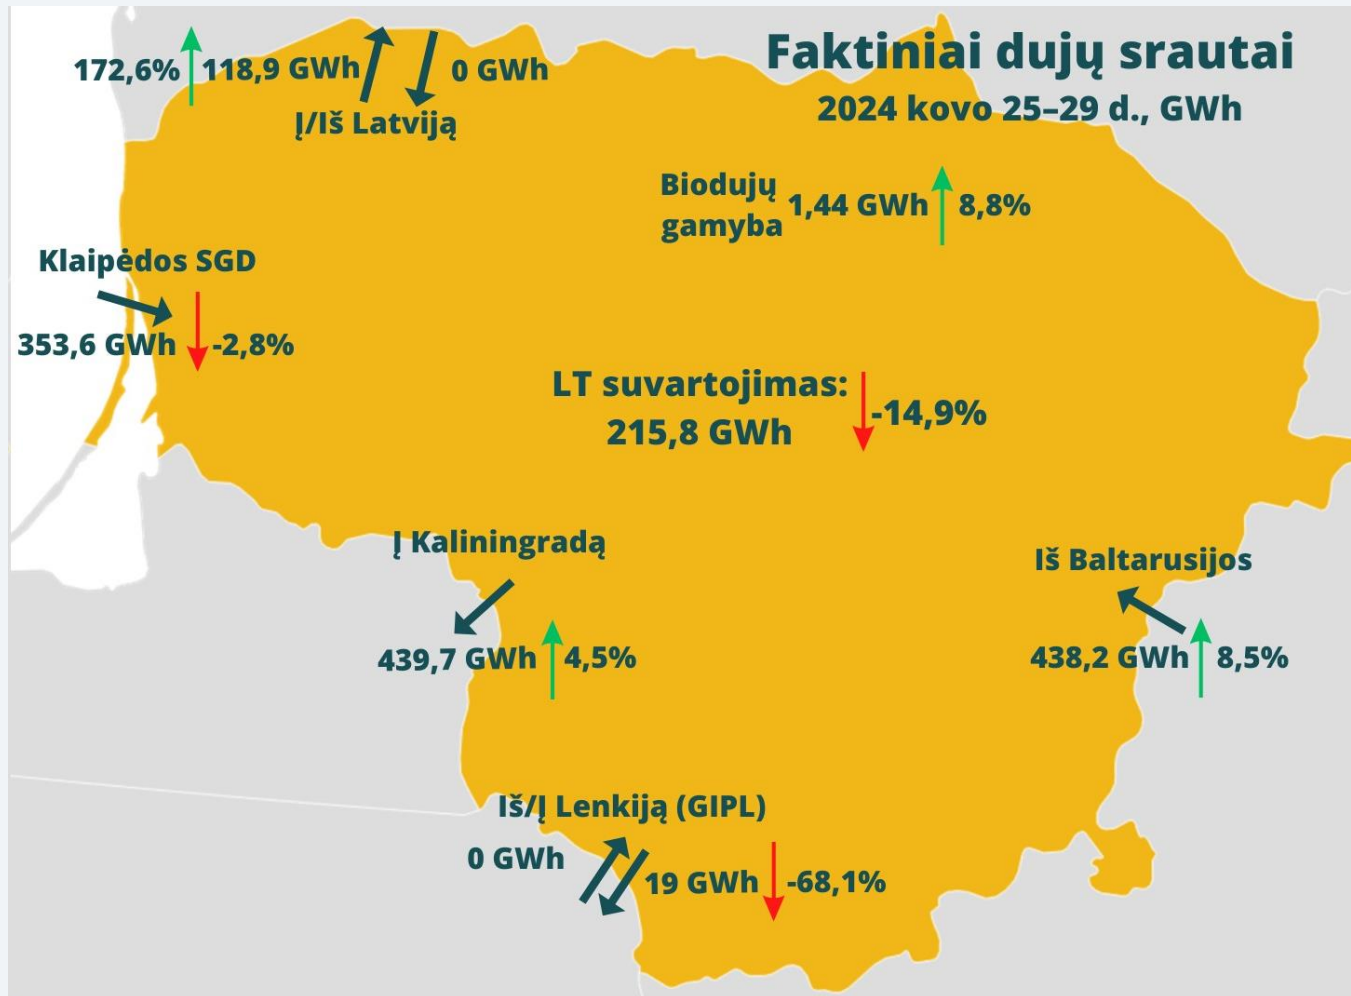 Faktiniai dujų srautai
2024 kovo 25–29 d., GWh
172,6% 118,9 GWh
0 GWh
Į/Iš Latviją
Biodujų
gamyba
1,44 GWh 8,8%
Klaipėdos SGD
353,6 GWh -2,8%
LT suvartojimas:
215,8 GWh
-14,9%
Į Kaliningradą
439,7 GWh 4,5%
Iš Baltarusijos
438,2 GWh 8,5%
Iš/Į Lenkiją (GIPL)
0 GWh
19 GWh -68,1%